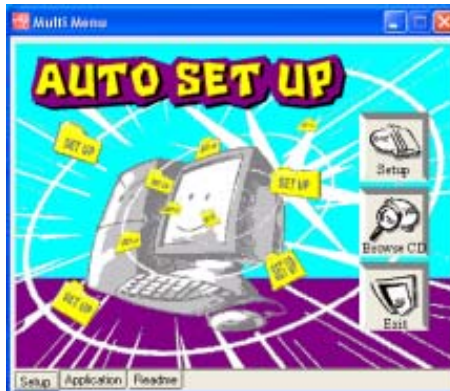 Multi Menu
AUTO SET UP
SET UP
SET UP
SET UP
SET UP
Setup
Browse CD
Exit
Setup Application Readme